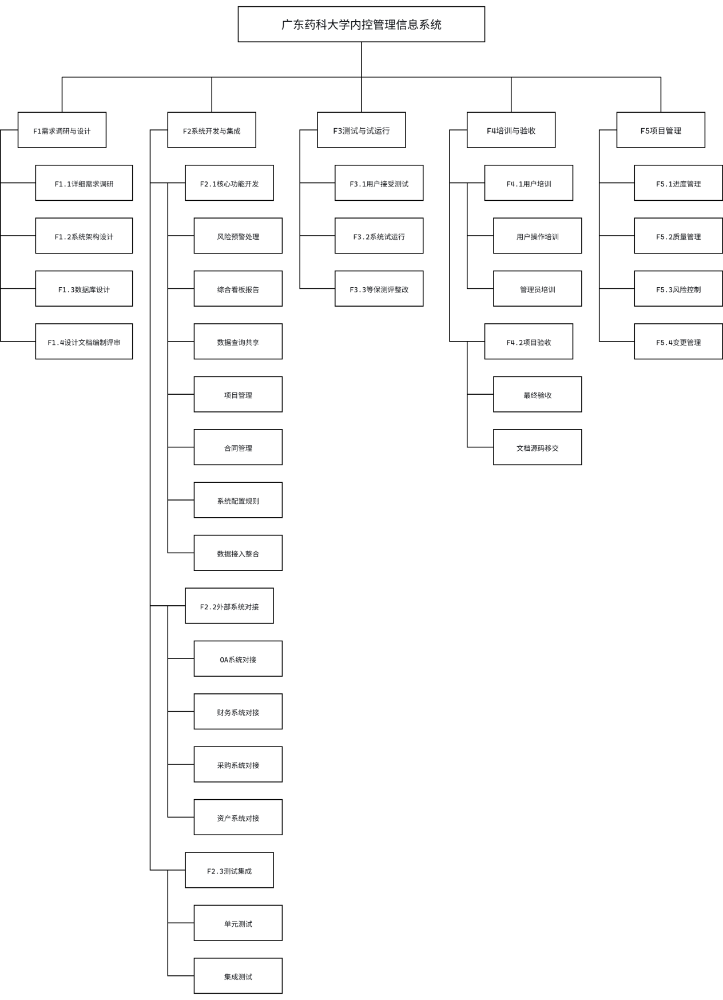 广东药科大学内控管理信息系统
F1需求调研与设计
F1.1详细需求调研
F1.2系统架构设计
F1.3数据库设计
F1.4设计文档编制评审
F2系统开发与集成
F2.1核心功能开发
风险预警处理
综合看板报告
数据查询共享
项目管理
合同管理
系统配置规则
数据接入整合
F2.2外部系统对接
OA系统对接
财务系统对接
采购系统对接
资产系统对接
F2.3测试集成
单元测试
集成测试
F3测试与试运行
F3.1用户接受测试
F3.2系统试运行
F3.3等保测评整改
F4培训与验收
F4.1用户培训
用户操作培训
管理员培训
F4.2项目验收
最终验收
文档源码移交
F5项目管理
F5.1进度管理
F5.2质量管理
F5.3风险控制
F5.4变更管理